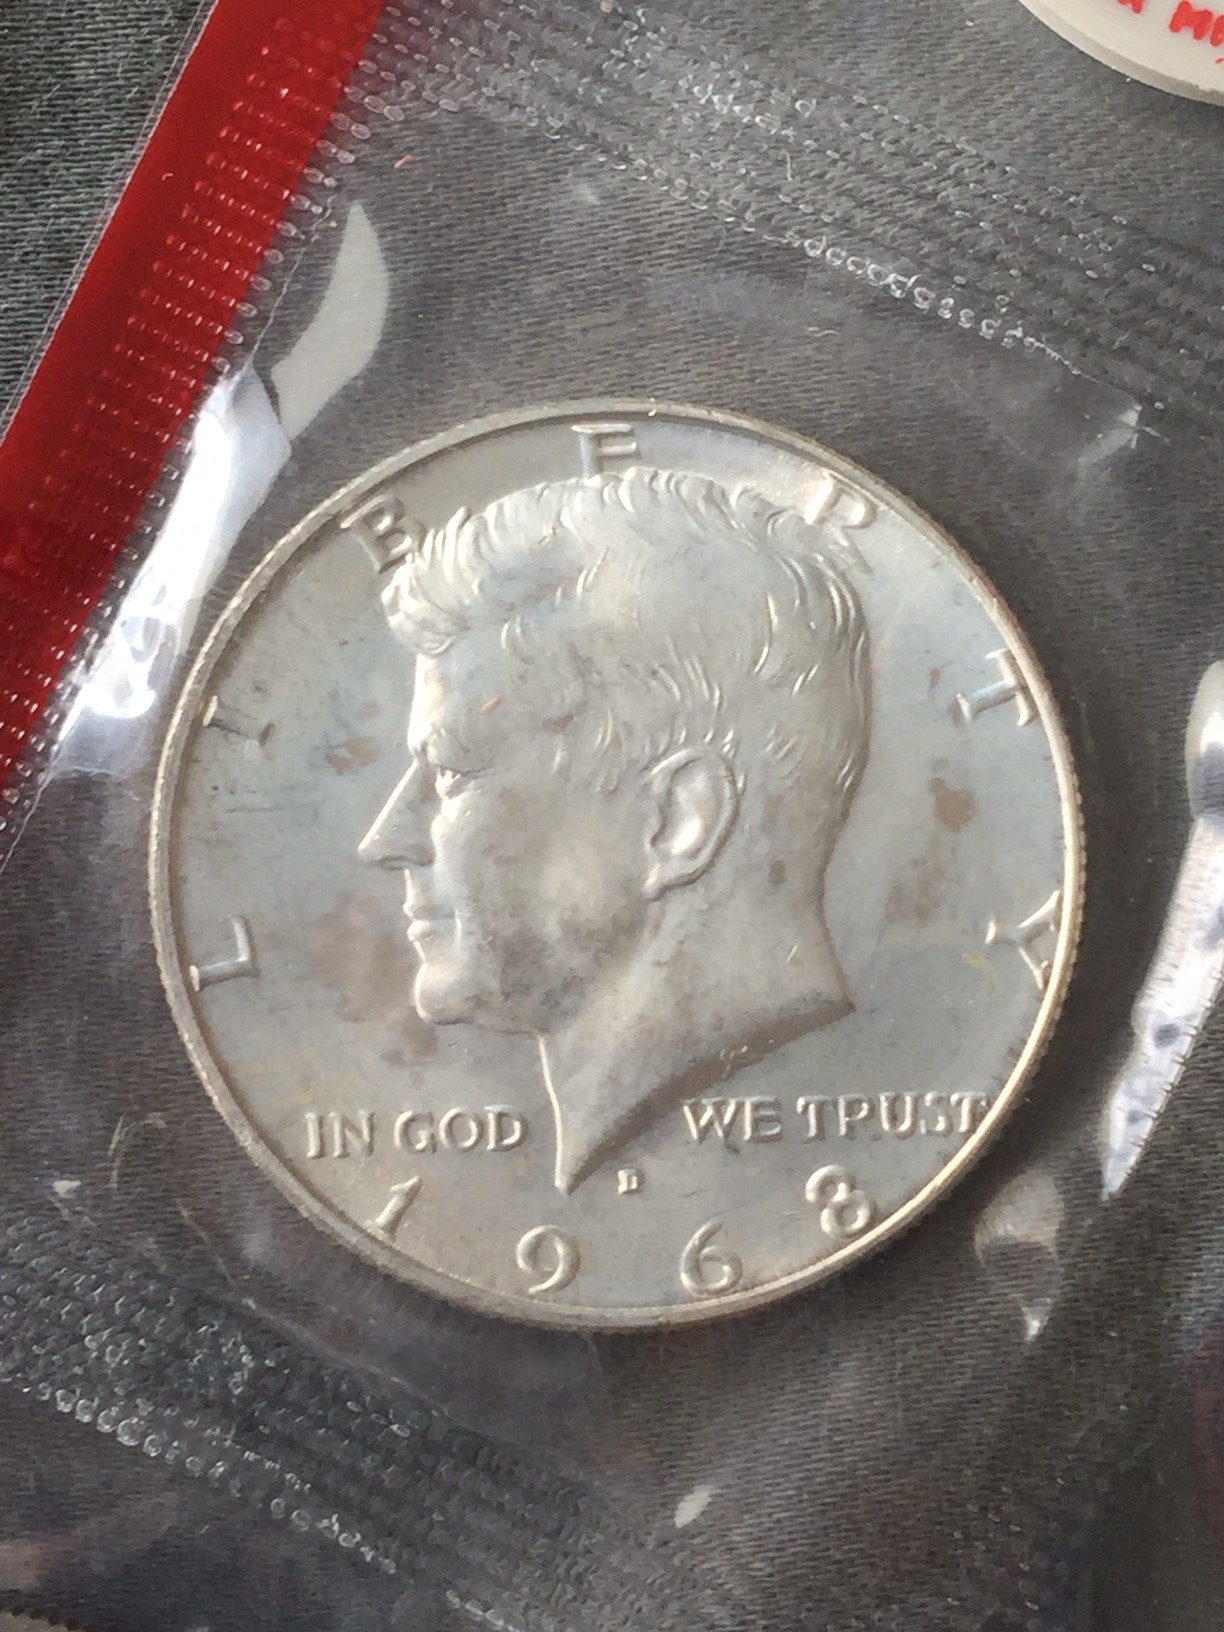 LIBERTY
IN GOD WE TRUST
D
1968